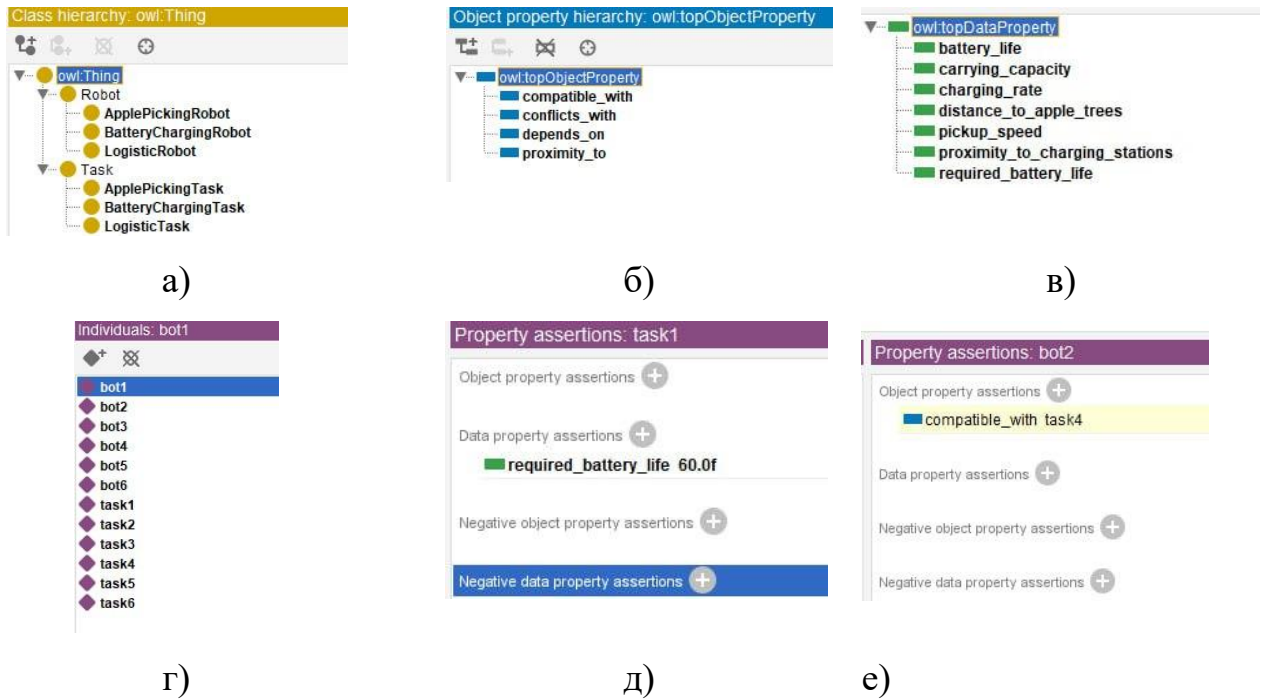 Class hierarchy: owl:Thing
owl:Thing
Robot
ApplePickingRobot
BatteryChargingRobot
LogisticRobot
Task
ApplePickingTask
BatteryChargingTask
LogisticTask
а)
Object property hierarchy: owl:topObjectProperty
owl:topObjectProperty
compatible_with
conflicts_with
depends_on
proximity_to
б)
owl:topDataProperty
battery_life
carrying_capacity
charging_rate
distance_to_apple_trees
pickup_speed
proximity_to_charging_stations
required_battery_life
в)
Individuals: bot1
bot1
bot2
bot3
bot4
bot5
bot6
task1
task2
task3
task4
task5
task6
г)
Property assertions: task1
Object property assertions
Data property assertions
required_battery_life 60.0f
Negative object property assertions
Negative data property assertions
д)
Property assertions: bot2
Object property assertions
compatible_with task4
Data property assertions
Negative object property assertions
Negative data property assertions
е)